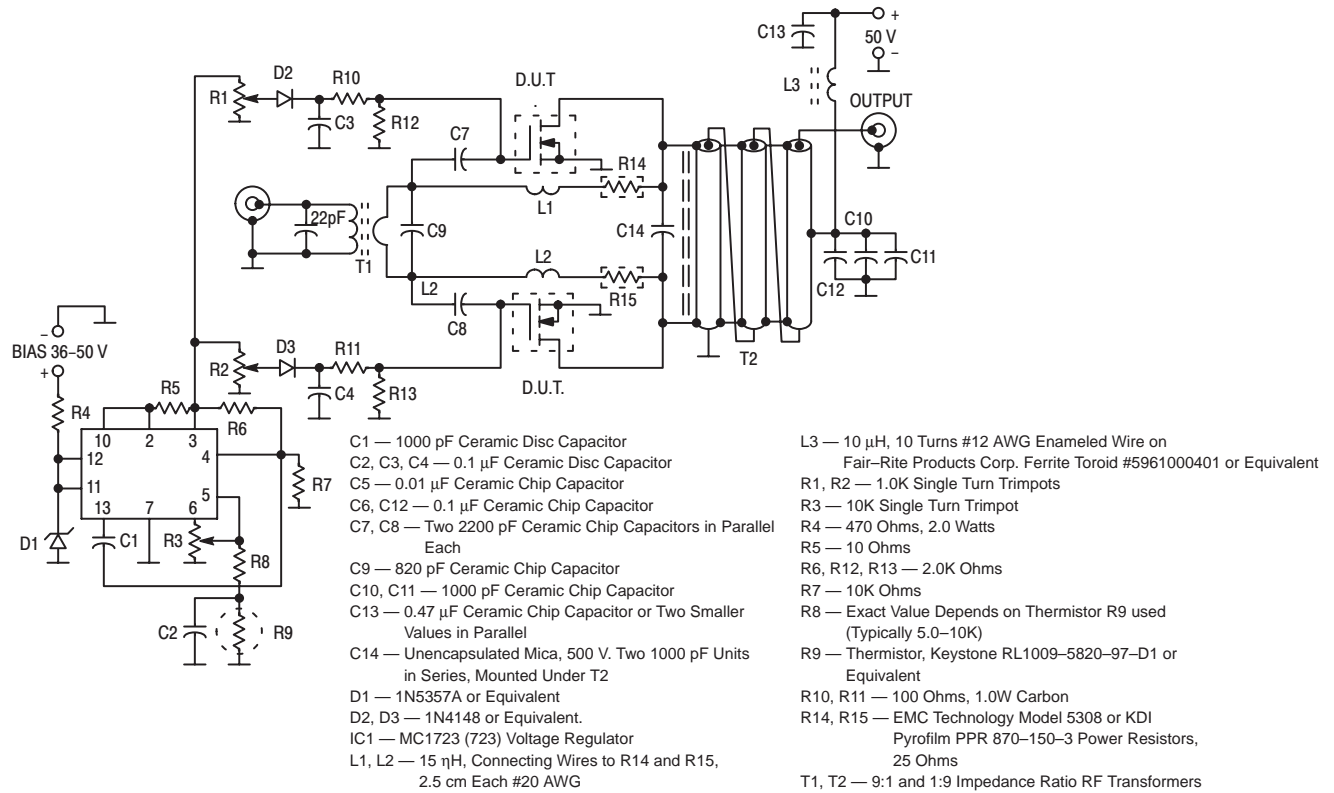 C13
+
50 V
–
L3
OUTPUT
D2
R10
D.U.T
.
R1
C3
R12
C7
R14
L1
22pF
C9
C14
C10
T1
L2
C11
C12
L2
R15
C8
T2
–
BIAS 36–50 V
+
D3
R11
R2
C4
R13
D.U.T.
R5
R4
R6
10
2
3
12
4
11
5
R7
13
7
6
D1
C1
R3
R8
C2
R9
C1 — 1000 pF Ceramic Disc Capacitor
C2, C3, C4 — 0.1 μF Ceramic Disc Capacitor
C5 — 0.01 μF Ceramic Chip Capacitor
C6, C12 — 0.1 μF Ceramic Chip Capacitor
C7, C8 — Two 2200 pF Ceramic Chip Capacitors in Parallel
Each
C9 — 820 pF Ceramic Chip Capacitor
C10, C11 — 1000 pF Ceramic Chip Capacitor
C13 — 0.47 μF Ceramic Chip Capacitor or Two Smaller
Values in Parallel
C14 — Unencapsulated Mica, 500 V. Two 1000 pF Units
in Series, Mounted Under T2
D1 — 1N5357A or Equivalent
D2, D3 — 1N4148 or Equivalent.
IC1 — MC1723 (723) Voltage Regulator
L1, L2 — 15 ηH, Connecting Wires to R14 and R15,
2.5 cm Each #20 AWG
L3 — 10 μH, 10 Turns #12 AWG Enameled Wire on
Fair–Rite Products Corp. Ferrite Toroid #5961000401 or Equivalent
R1, R2 — 1.0K Single Turn Trimpots
R3 — 10K Single Turn Trimpot
R4 — 470 Ohms, 2.0 Watts
R5 — 10 Ohms
R6, R12, R13 — 2.0K Ohms
R7 — 10K Ohms
R8 — Exact Value Depends on Thermistor R9 used
(Typically 5.0–10K)
R9 — Thermistor, Keystone RL1009–5820–97–D1 or
Equivalent
R10, R11 — 100 Ohms, 1.0W Carbon
R14, R15 — EMC Technology Model 5308 or KDI
Pyrofilm PPR 870–150–3 Power Resistors,
25 Ohms
T1, T2 — 9:1 and 1:9 Impedance Ratio RF Transformers